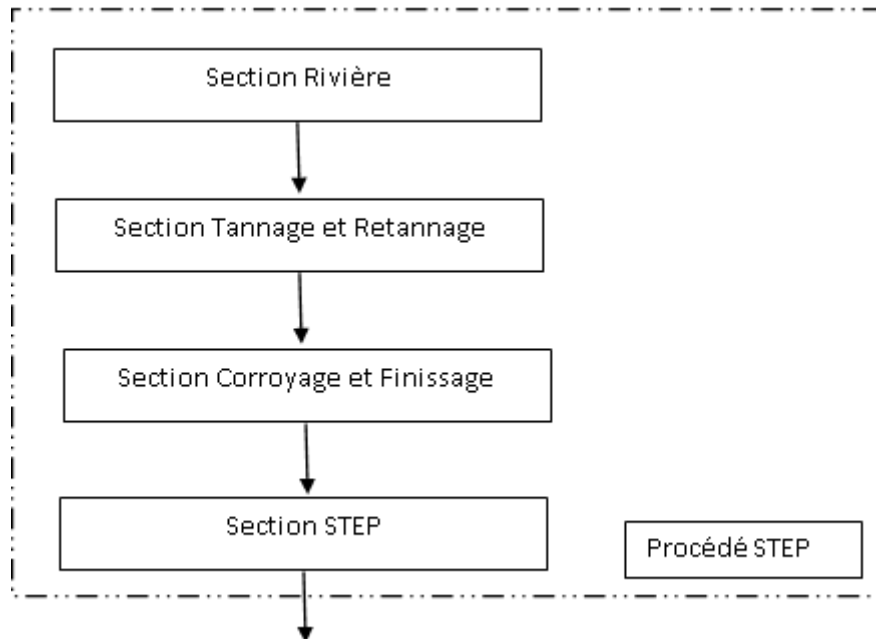 Section Rivière
Section Tannage et Retannage
Section Corroyage et Finissage
Section STEP
Procédé STEP